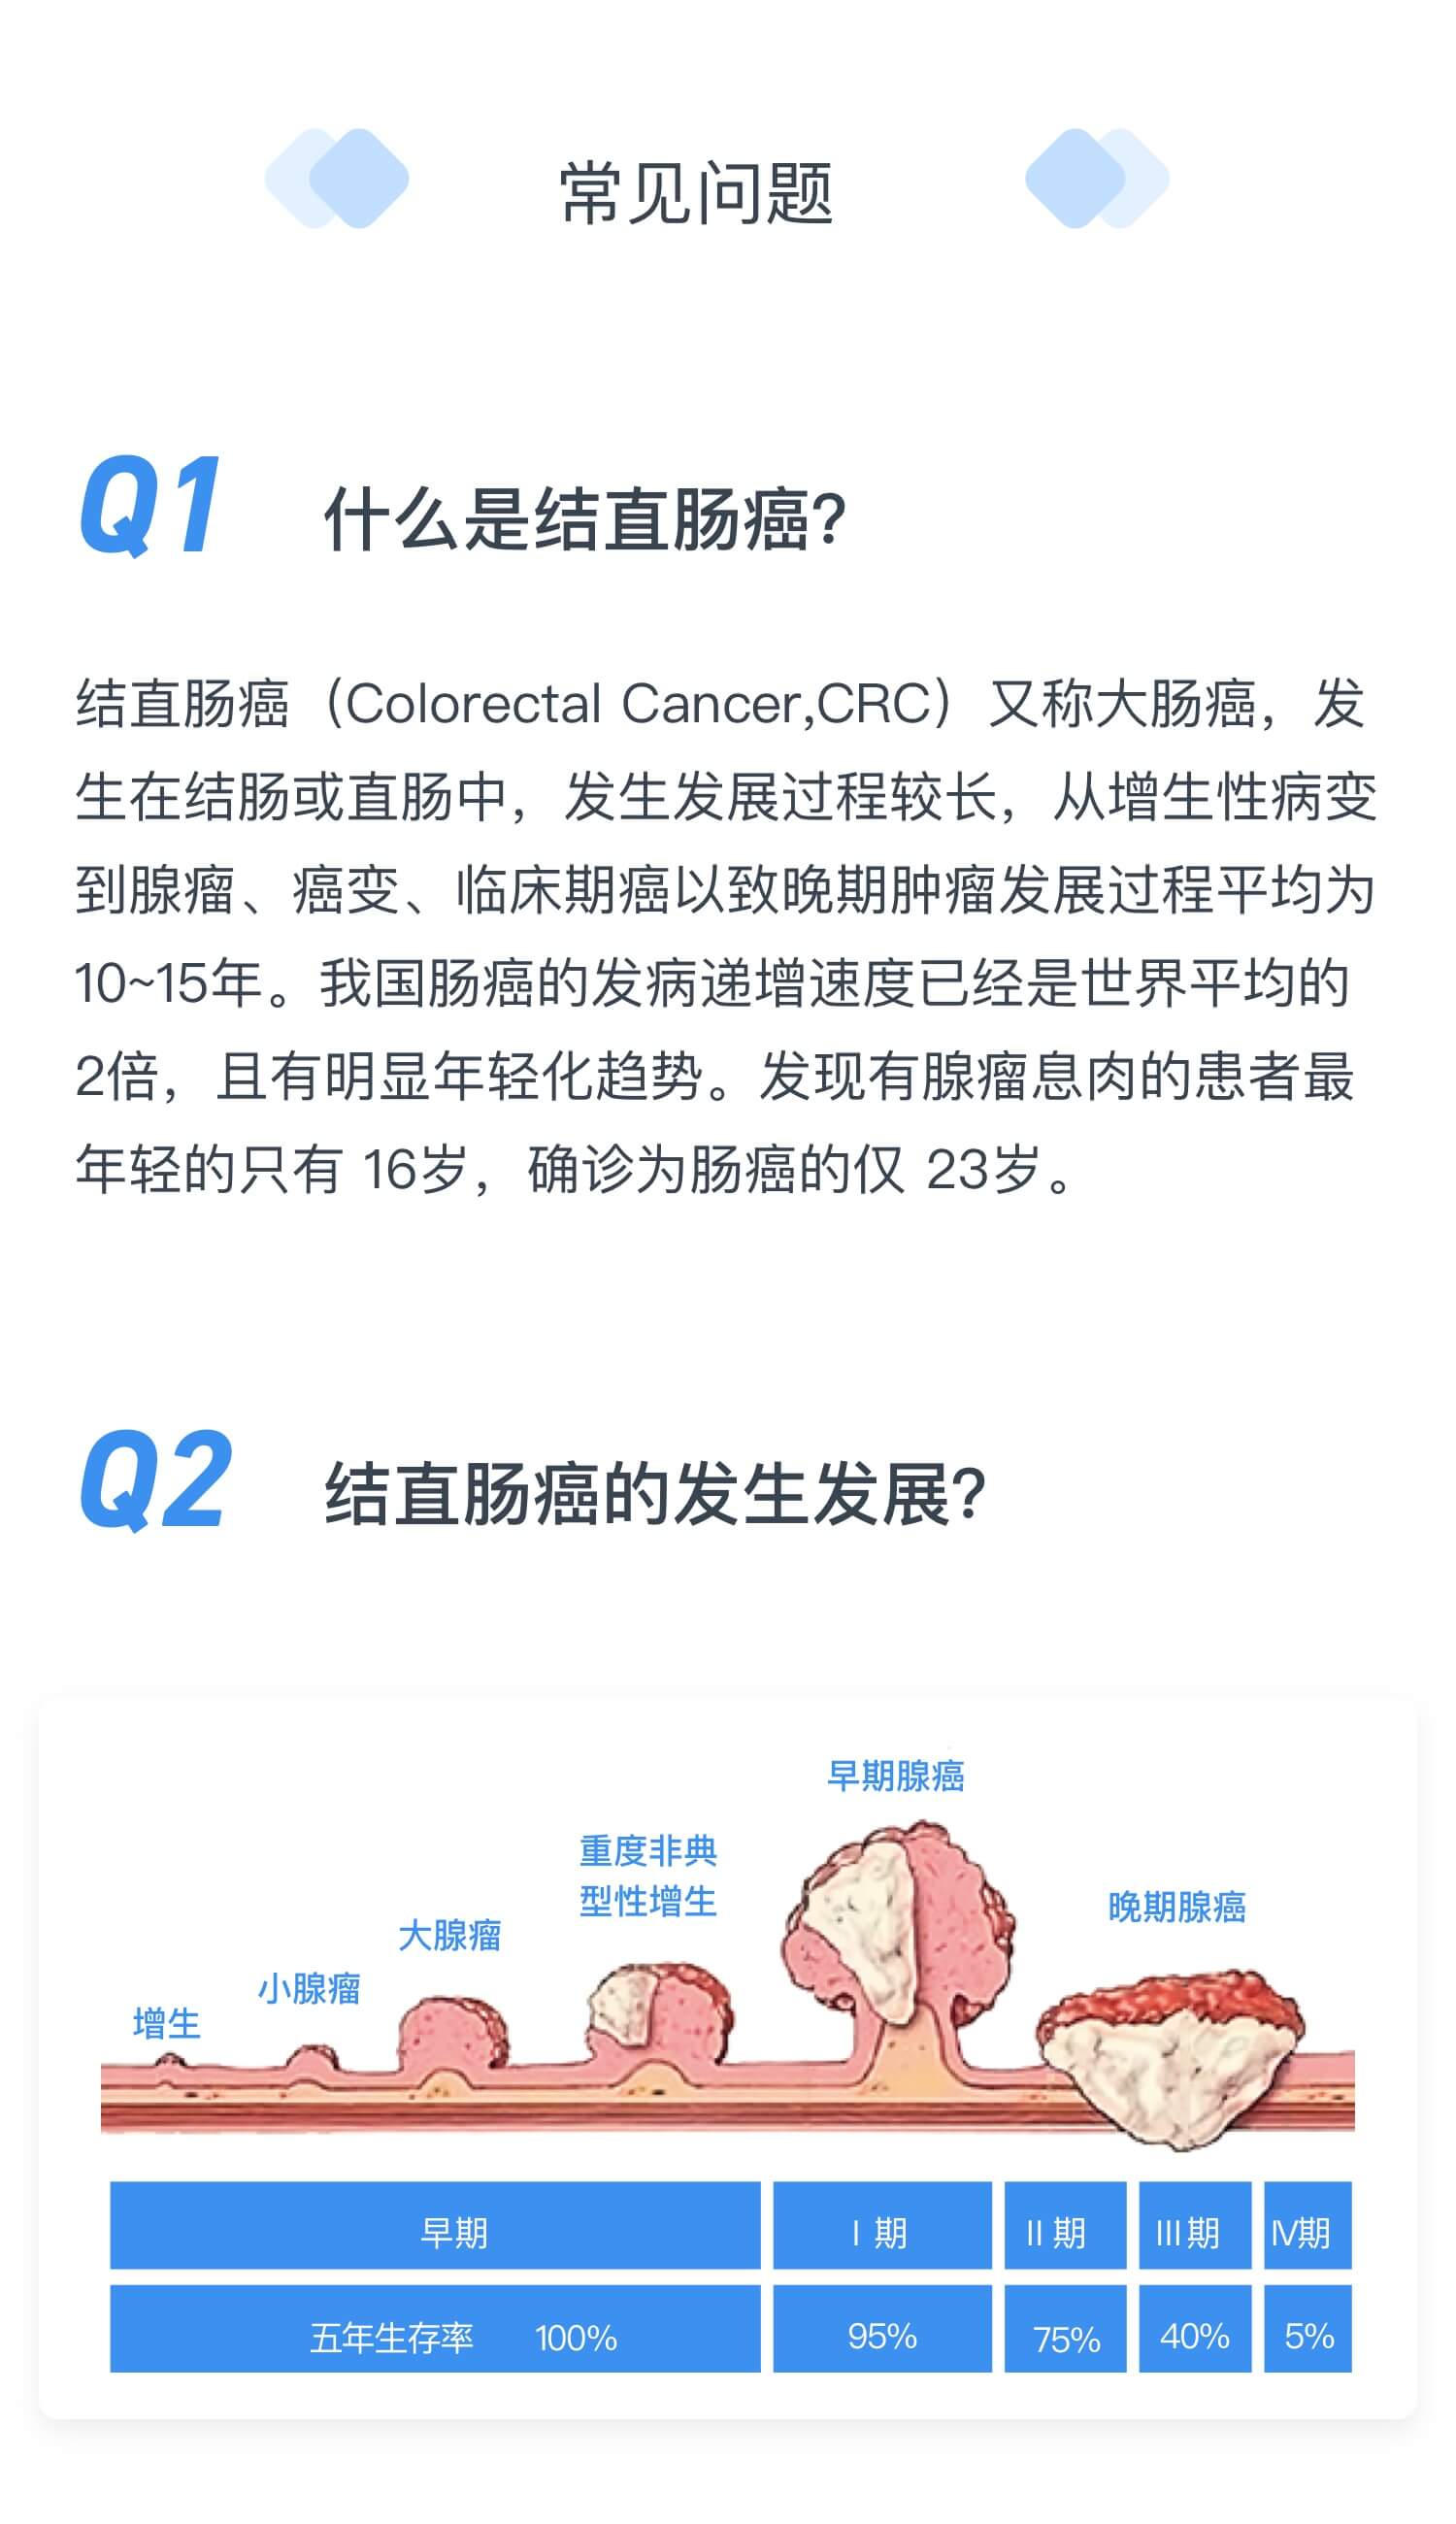 常见问题
Q1 什么是结直肠癌?
结直肠癌（Colorectal Cancer,CRC）又称大肠癌，发
生在结肠或直肠中，发生发展过程较长，从增生性病变
到腺瘤、癌变、临床期癌以致晚期肿瘤发展过程平均为
10~15年。我国肠癌的发病递增速度已经是世界平均的
2倍，且有明显年轻化趋势。发现有腺瘤息肉的患者最
年轻的只有 16岁，确诊为肠癌的仅 23岁。
Q2 结直肠癌的发生发展?
早期腺癌
重度非典
型性增生
晚期腺癌
大腺瘤
小腺瘤
增生
早期 Ⅰ 期 Ⅱ 期 Ⅲ 期 Ⅳ期
五年生存率 100% 95% 75% 40% 5%